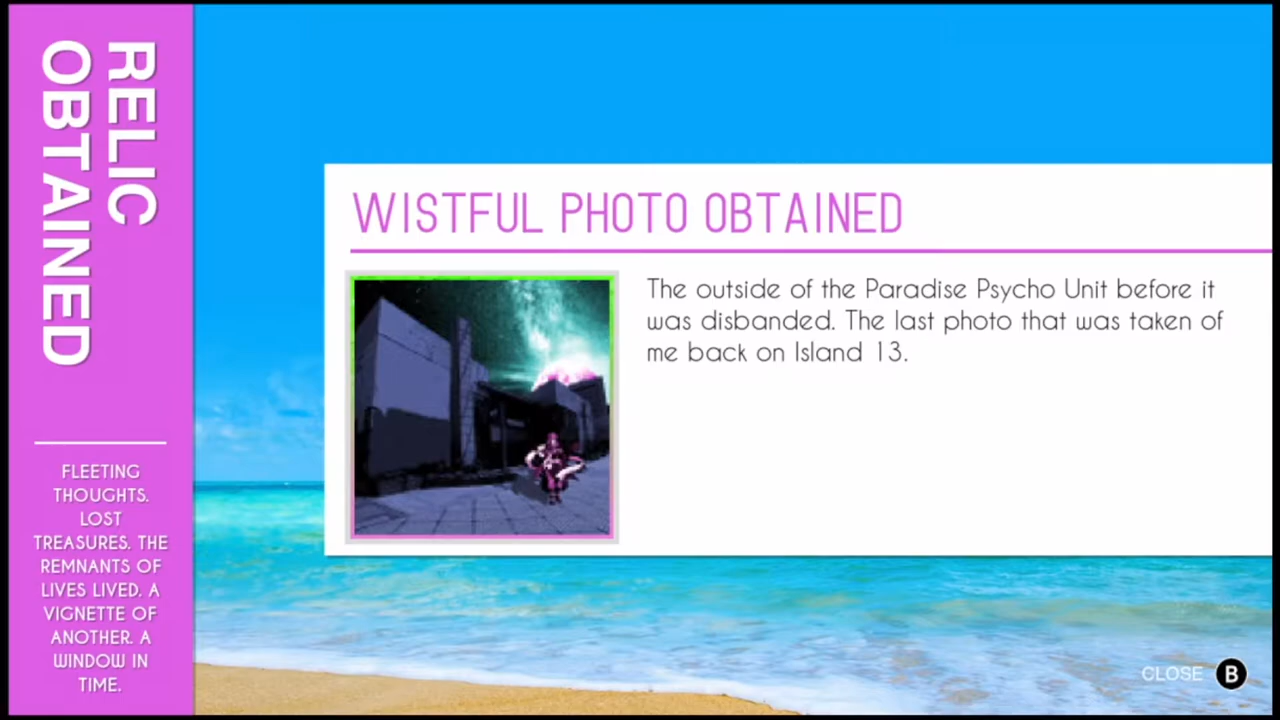 RELIC
OBTAINED
FLEETING
THOUGHTS.
LOST
TREASURES. THE
REMNANTS OF
LIVES LIVED. A
VIGNETTE OF
ANOTHER. A
WINDOW IN
TIME.
WISTFUL PHOTO OBTAINED
The outside of the Paradise Psycho Unit before it
was disbanded. The last photo that was taken of
me back on Island 13.
CLOSE B